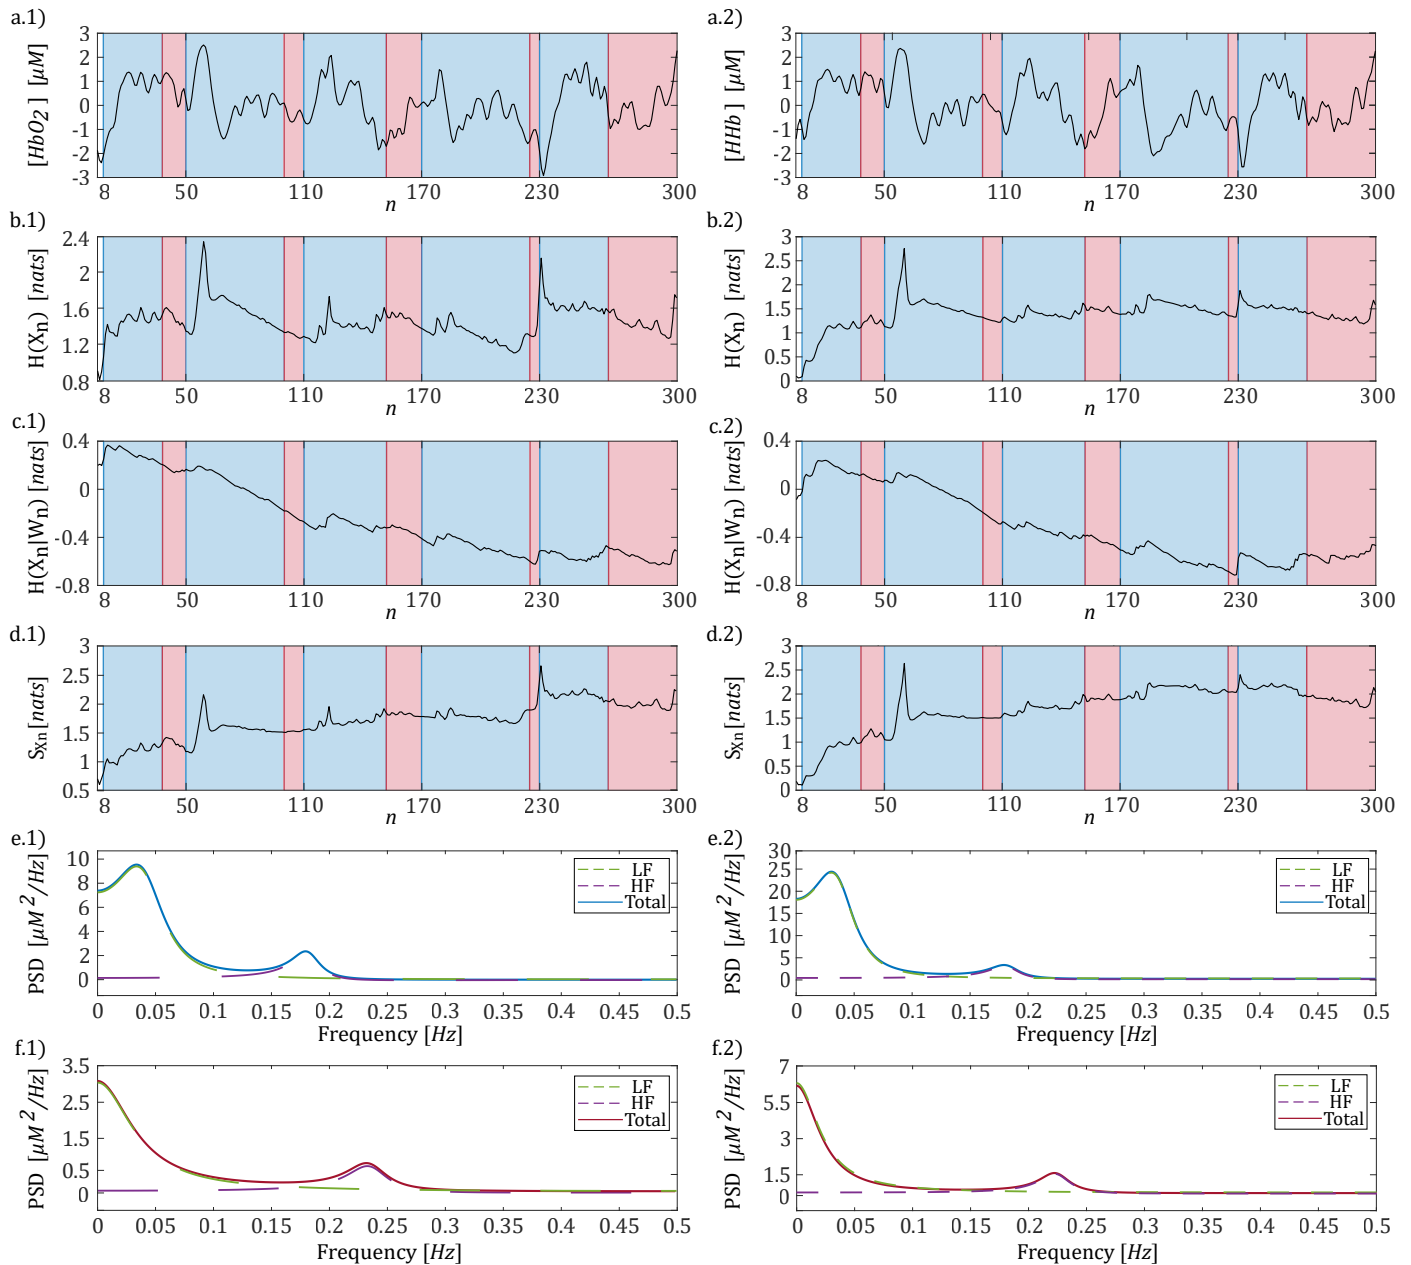 a.1)
[HbO2] [μM]
3
2
1
0
-1
-2
-3
8 50 110 170 230 300
n
a.2)
[HHb] [μM]
3
2
1
0
-1
-2
-3
8 50 110 170 230 300
n
b.1)
H(Xn) [nats]
2.4
2
1.6
1.2
0.8
8 50 110 170 230 300
n
b.2)
H(Xn) [nats]
3
2.5
2
1.5
1
0.5
0
8 50 110 170 230 300
n
c.1)
H(Xn|Wn) [nats]
0.4
0
-0.4
-0.8
8 50 110 170 230 300
n
c.2)
H(Xn|Wn) [nats]
0.4
0
-0.4
-0.8
8 50 110 170 230 300
n
d.1)
SXn [nats]
3
2.5
2
1.5
1
0.5
8 50 110 170 230 300
n
d.2)
SXn [nats]
3
2.5
2
1.5
1
0.5
0
8 50 110 170 230 300
n
e.1)
PSD [μM²/Hz]
10
8
6
4
2
0
LF
HF
Total
0 0.05 0.1 0.15 0.2 0.25 0.3 0.35 0.4 0.45 0.5
Frequency [Hz]
e.2)
PSD [μM²/Hz]
30
25
20
15
10
5
0
LF
HF
Total
0 0.05 0.1 0.15 0.2 0.25 0.3 0.35 0.4 0.45 0.5
Frequency [Hz]
f.1)
PSD [μM²/Hz]
3.5
2.5
1.5
0.5
0
LF
HF
Total
0 0.05 0.1 0.15 0.2 0.25 0.3 0.35 0.4 0.45 0.5
Frequency [Hz]
f.2)
PSD [μM²/Hz]
7
5.5
1.5
0
LF
HF
Total
0 0.05 0.1 0.15 0.2 0.25 0.3 0.35 0.4 0.45 0.5
Frequency [Hz]